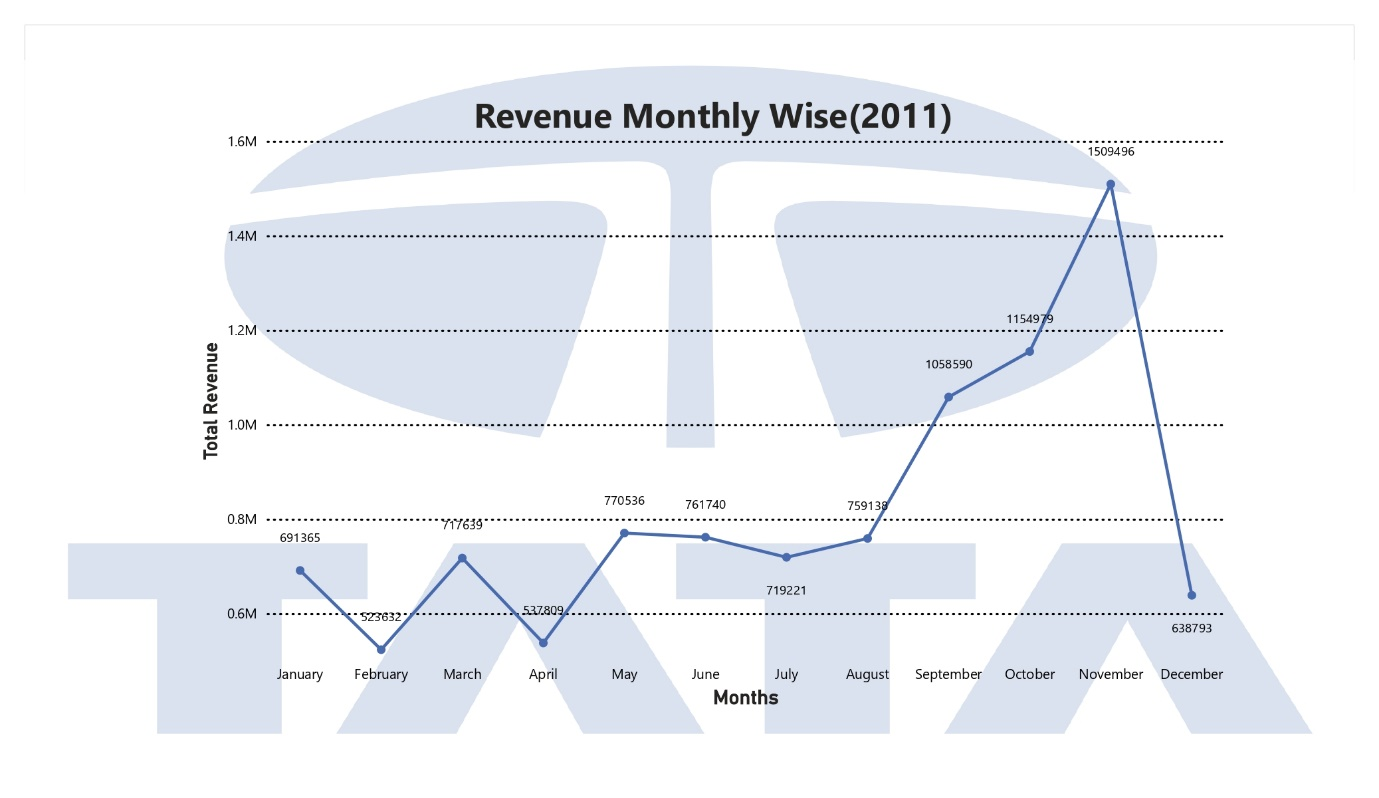 Revenue Monthly Wise(2011)
1.6M
1509496
1.4M
1154979
1.2M
1058590
Total Revenue
1.0M
770536
761740
759138
0.8M
717639
691365
719221
523632
537809
0.6M
638793
January February March April May June July August September October November December
Months
TATA